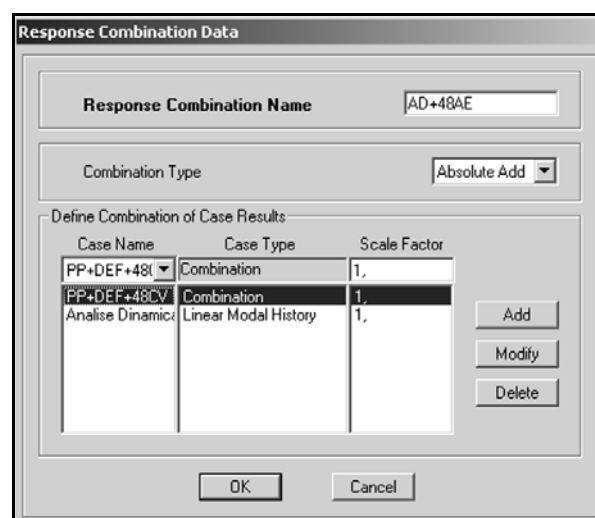 Response Combination Data
Response Combination Name AD+48AE
Combination Type Absolute Add
Define Combination of Case Results
Case Name Case Type Scale Factor
PP+DEF+48( Combination 1,
PP+DEF+48CV Combination 1,
Analise Dinamica Linear Modal History 1,
Add
Modify
Delete
OK Cancel